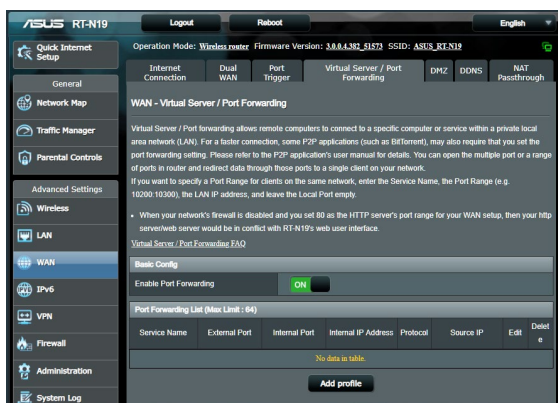 ASUS RT-N19
Logout
Reboot
English
Quick Internet
Setup
General
Network Map
Traffic Manager
Parental Controls
Advanced Settings
Wireless
LAN
WAN
IPv6
VPN
Firewall
Administration
System Log
Operation Mode: Wireless router Firmware Version: 3.0.0.4.382_51573 SSID: ASUS_RT-N19
Internet
Connection
Dual
WAN
Port
Trigger
Virtual Server / Port
Forwarding
DMZ
DDNS
NAT
Passthrough
WAN - Virtual Server / Port Forwarding
Virtual Server / Port forwarding allows remote computers to connect to a specific computer or service within a private local
area network (LAN). For a faster connection, some P2P applications (such as BitTorrent), may also require that you set the
port forwarding setting. Please refer to the P2P application's user manual for details. You can open the multiple port or a range
of ports in router and redirect data through those ports to a single client on your network.
If you want to specify a Port Range for clients on the same network, enter the Service Name, the Port Range (e.g.
10200:10300), the LAN IP address, and leave the Local Port empty.
• When your network's firewall is disabled and you set 80 as the HTTP server's port range for your WAN setup, then your http
server/web server would be in conflict with RT-N19's web user interface.
Virtual Server / Port Forwarding FAQ
Basic Config
Enable Port Forwarding
ON
Port Forwarding List (Max Limit : 64)
Service Name
External Port
Internal Port
Internal IP Address
Protocol
Source IP
Edit
Delet
e
No data in table.
Add profile